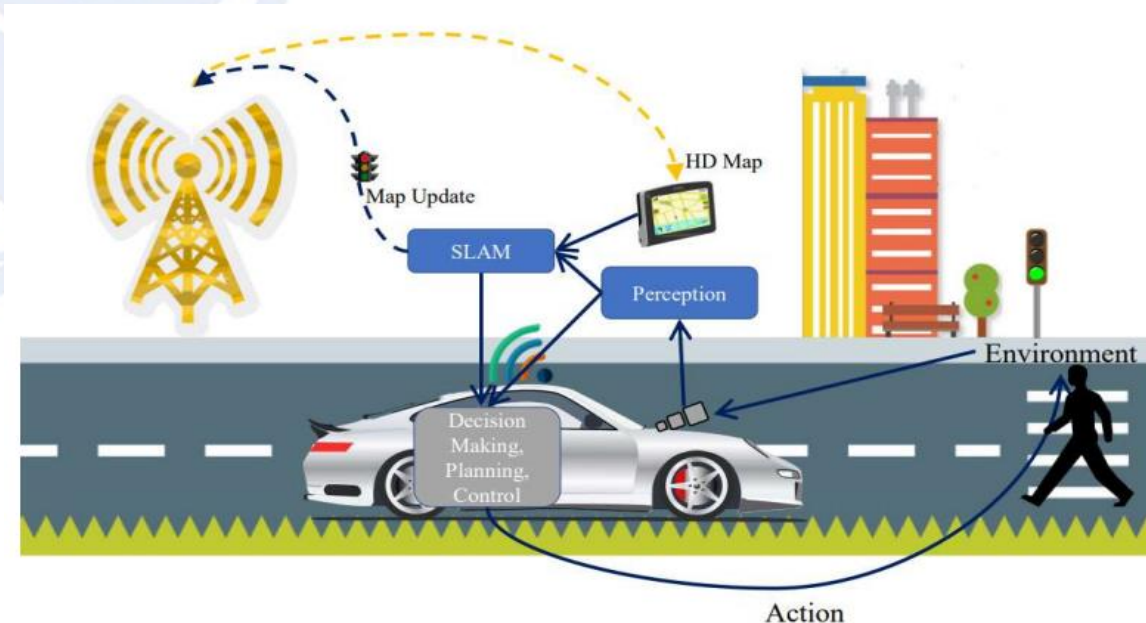 HD Map
Map Update
SLAM
Perception
Environment
Decision
Making,
Planning,
Control
Action